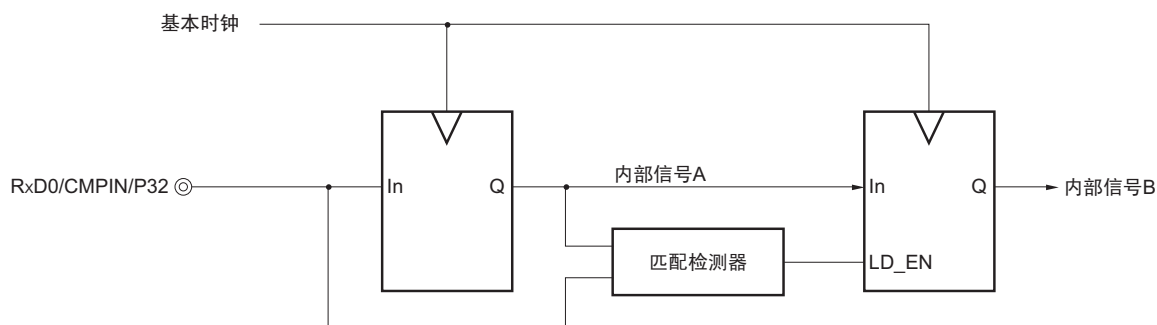 基本时钟
RxD0/CMPIN/P32
In
Q
内部信号A
In
Q
内部信号B
匹配检测器
LD_EN